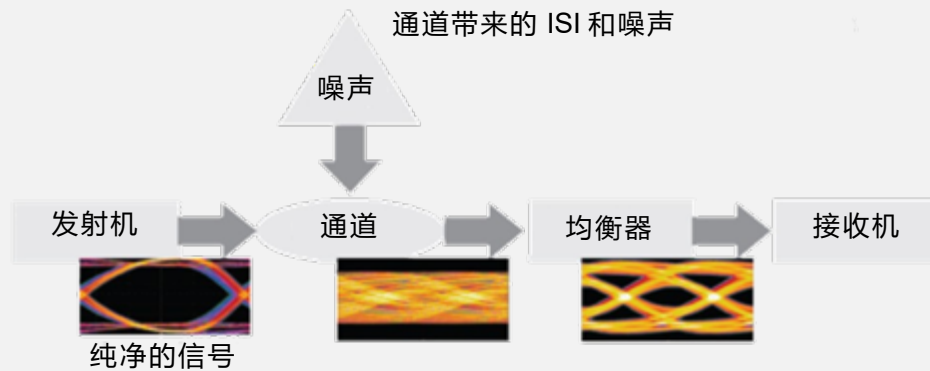 通道带来的 ISI 和噪声
噪声
发射机
通道
均衡器
接收机
纯净的信号